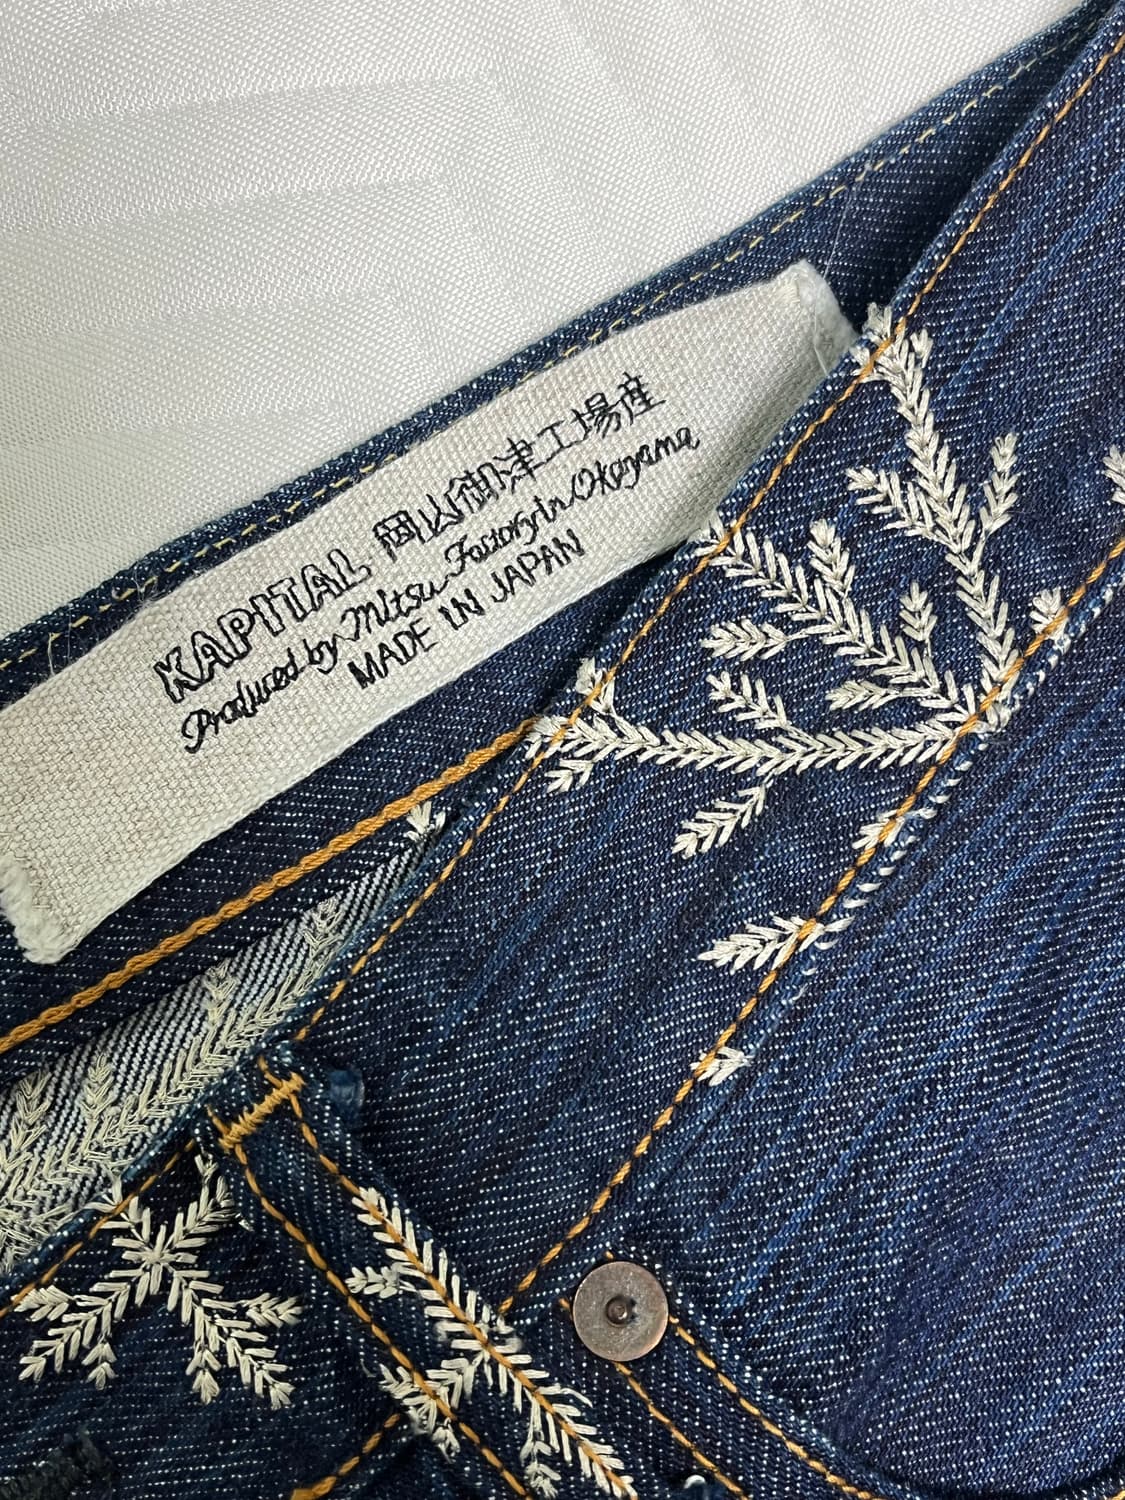 KAPITAL 岡山御津工場産
Produced by Mitsu Factory in Okayama
MADE IN JAPAN